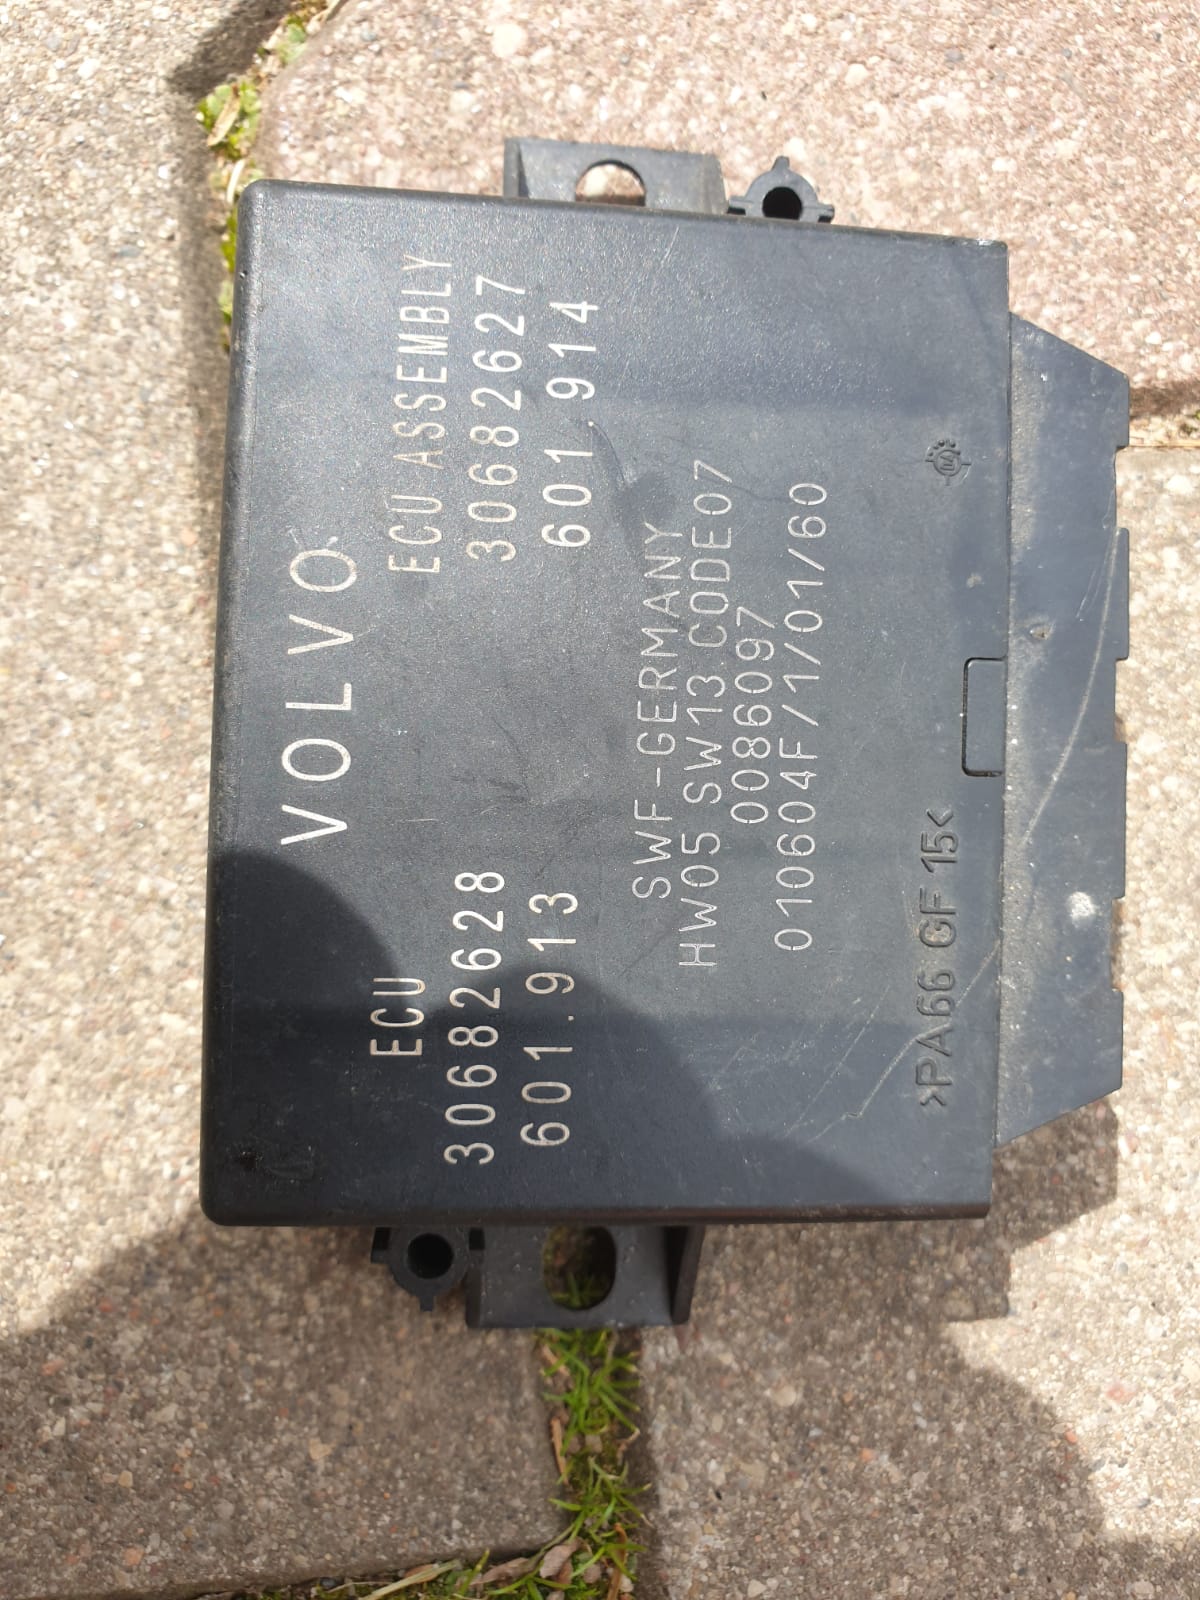 VOLVO
ECU
30682628
601.913
ECU ASSEMBLY
30682627
601.914
SWF-GERMANY
HW05 SW13 CODE07
0086097
010604F/1/01/60
>PA66 GF 15<